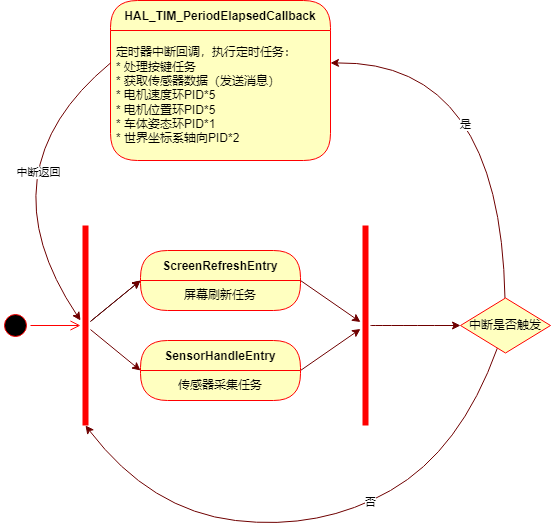 HAL_TIM_PeriodElapsedCallback
定时器中断回调，执行定时任务：
* 处理按键任务
* 获取传感器数据（发送消息）
* 电机速度环PID*5
* 电机位置环PID*5
* 车体姿态环PID*1
* 世界坐标系轴向PID*2
是
中断返回
ScreenRefreshEntry
屏幕刷新任务
中断是否触发
SensorHandleEntry
传感器采集任务
否